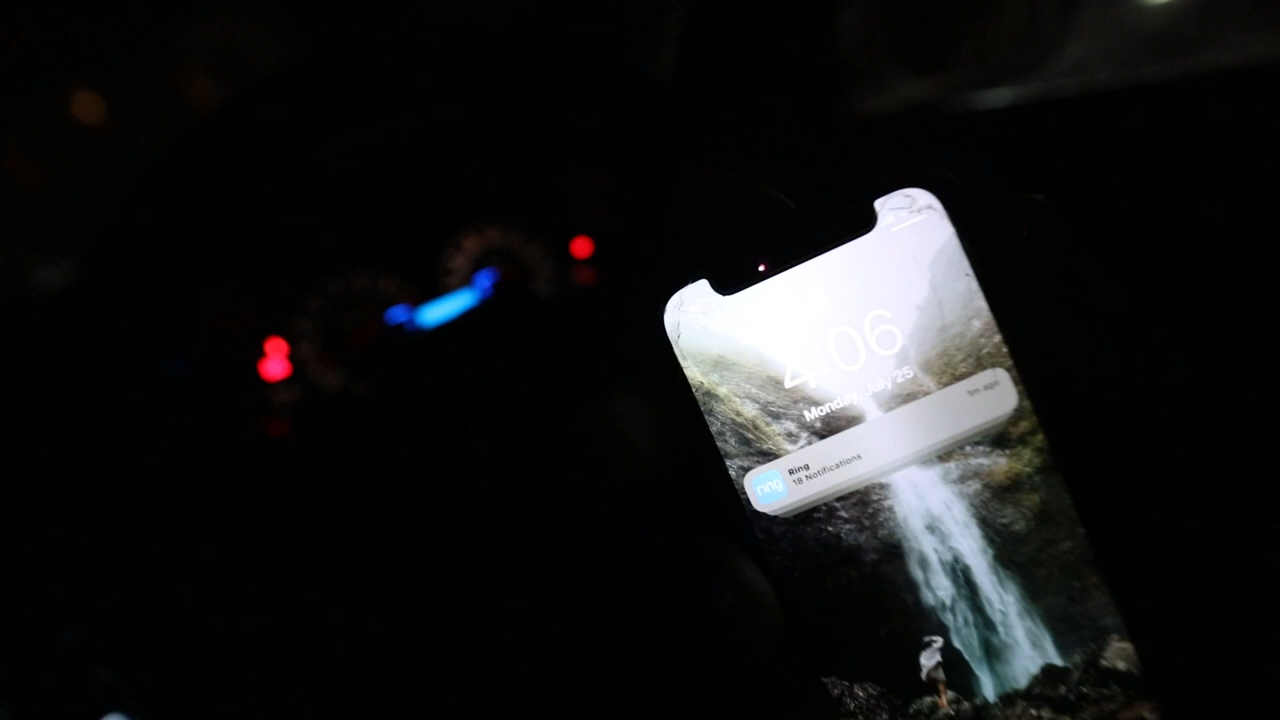 4:06
Monday, July 25
1m ago
ring
Ring
18 Notifications